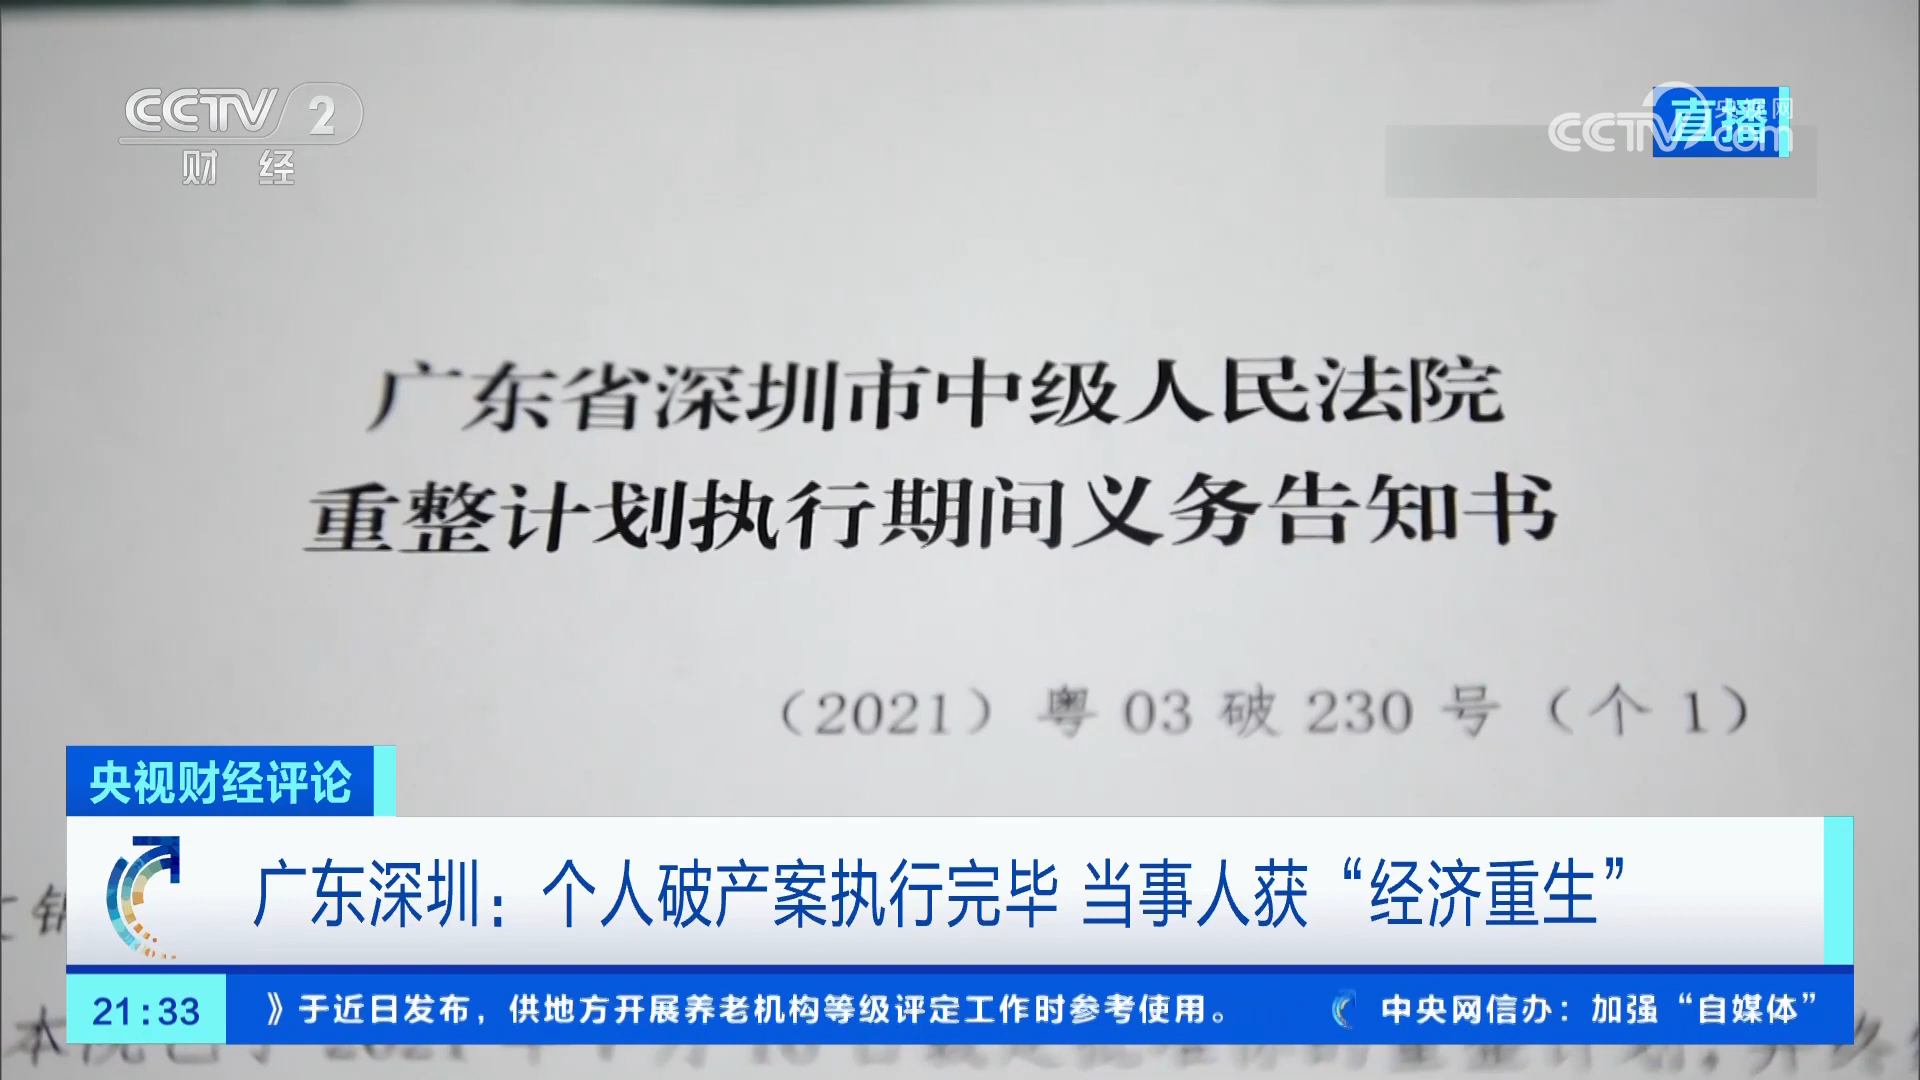 CCTV 2
财 经
直播
央视网
CCTV.com
广东省深圳市中级人民法院
重整计划执行期间义务告知书
（2021）粤 03 破 230 号（个 1）
央视财经评论
广东深圳：个人破产案执行完毕 当事人获“经济重生”
21:33
》于近日发布，供地方开展养老机构等级评定工作时参考使用。
中央网信办：加强“自媒体”